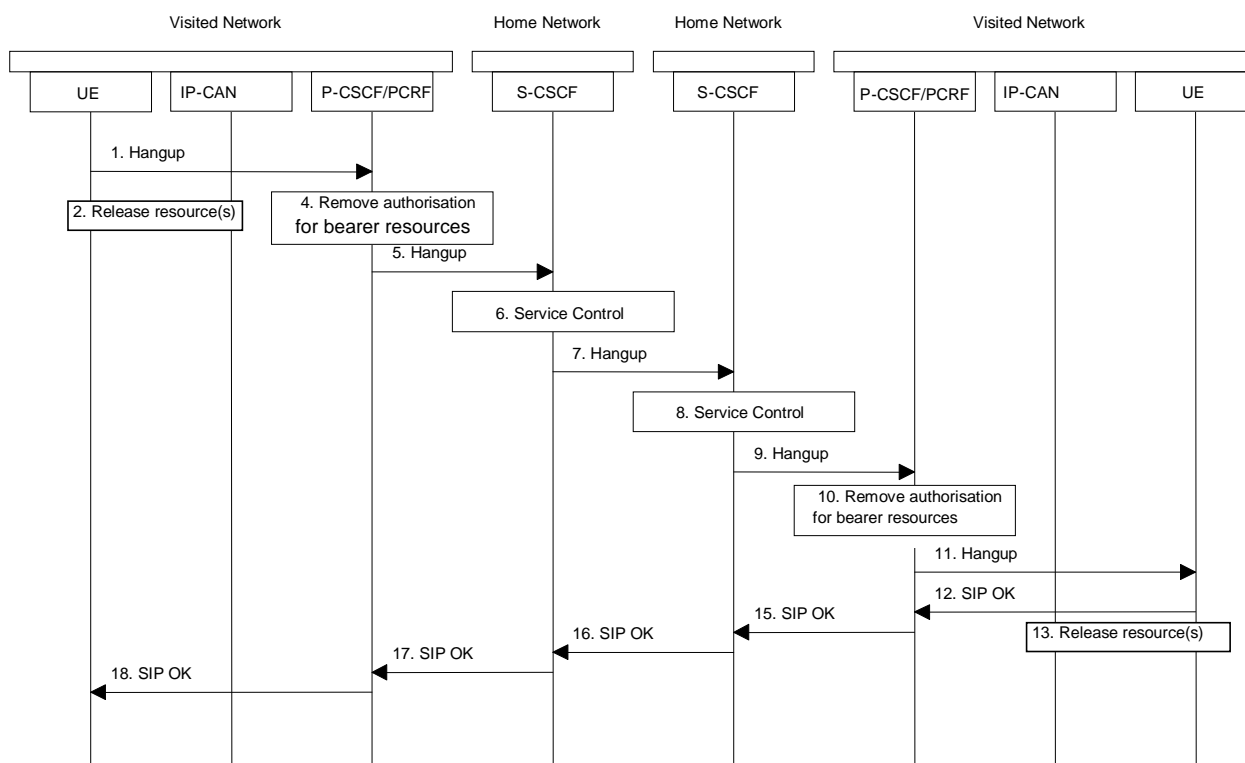 Visited Network
Home Network
Home Network
Visited Network
UE
IP-CAN
P-CSCF/PCRF
S-CSCF
S-CSCF
P-CSCF/PCRF
IP-CAN
UE
1. Hangup
2. Release resource(s)
4. Remove authorisation
for bearer resources
5. Hangup
6. Service Control
7. Hangup
8. Service Control
9. Hangup
10. Remove authorisation
for bearer resources
11. Hangup
12. SIP OK
13. Release resource(s)
15. SIP OK
16. SIP OK
17. SIP OK
18. SIP OK